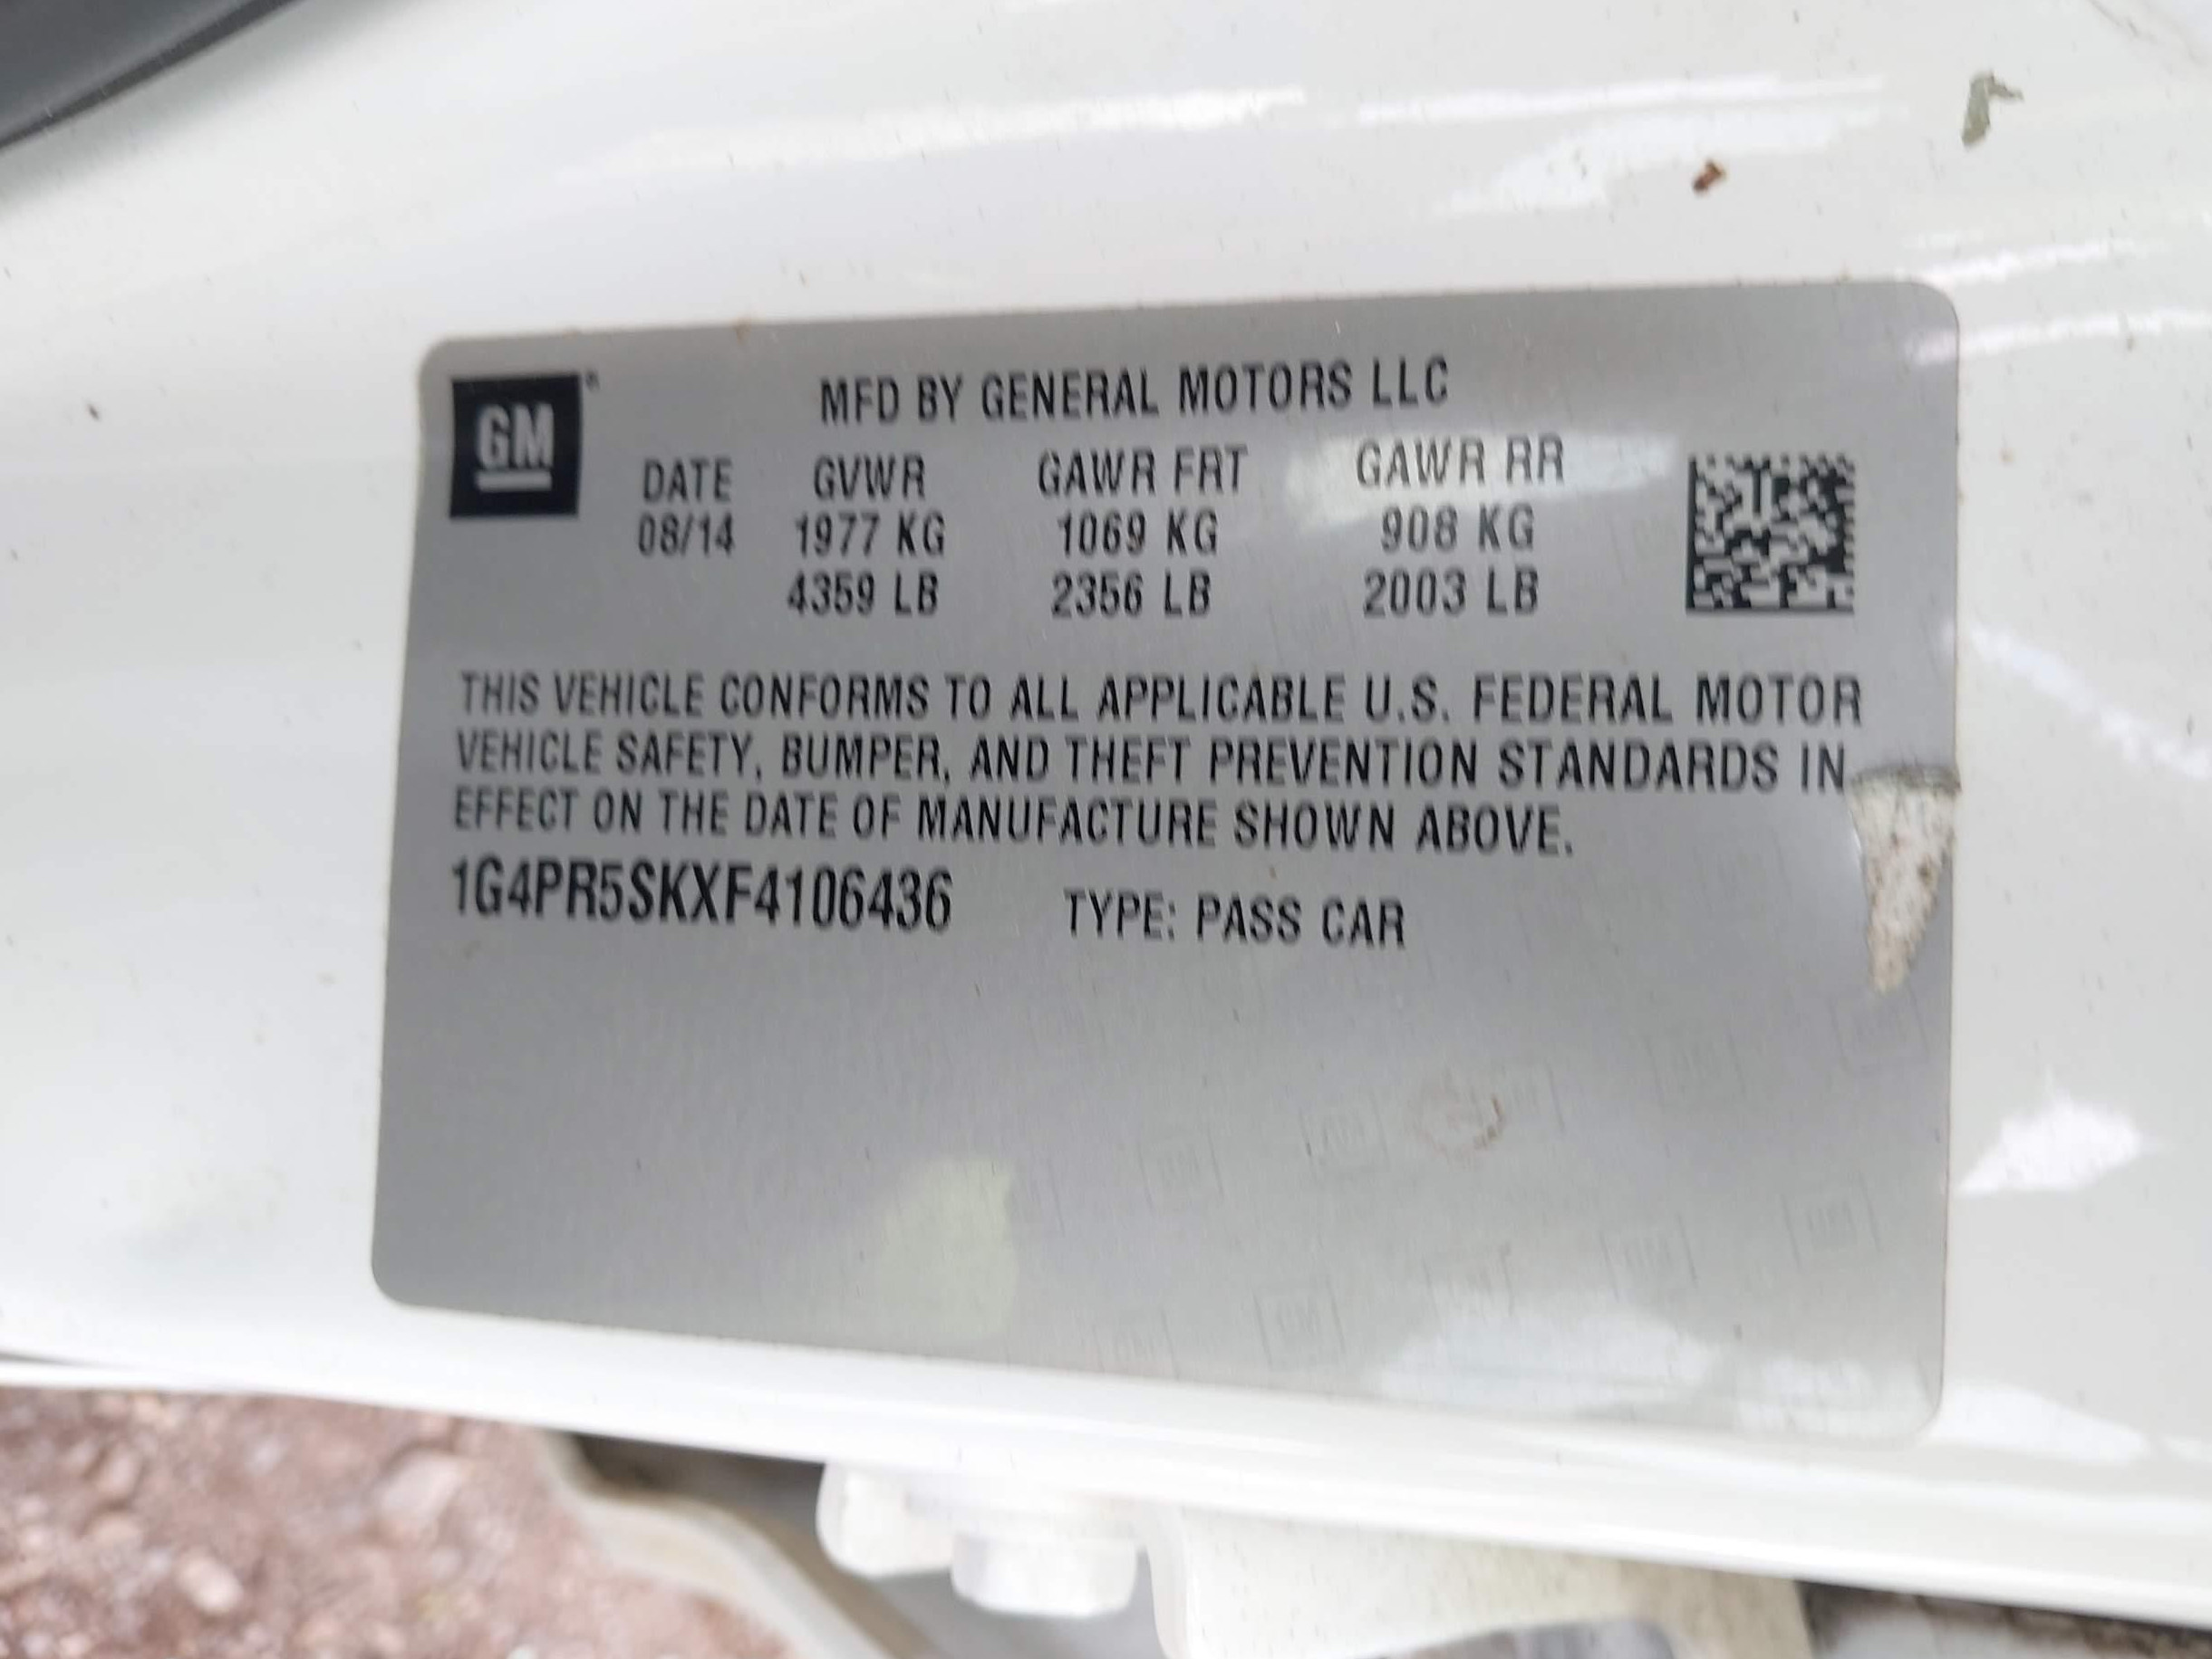 GM
MFD BY GENERAL MOTORS LLC
DATE GVWR GAWR FRT GAWR RR
08/14 1977 KG 1069 KG 908 KG
4359 LB 2356 LB 2003 LB
THIS VEHICLE CONFORMS TO ALL APPLICABLE U.S. FEDERAL MOTOR
VEHICLE SAFETY, BUMPER, AND THEFT PREVENTION STANDARDS IN
EFFECT ON THE DATE OF MANUFACTURE SHOWN ABOVE.
1G4PR5SKXF4106436 TYPE: PASS CAR